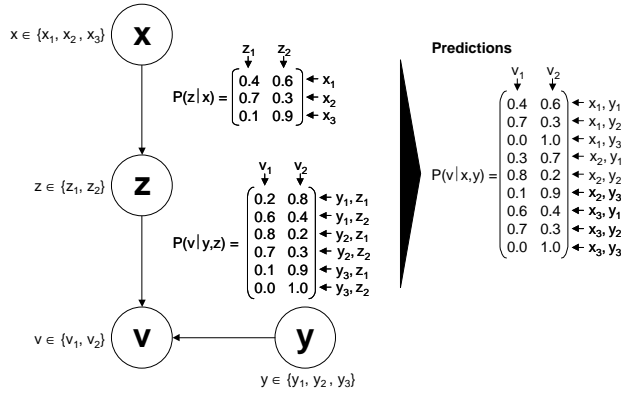 x ∈ {x1, x2, x3}
x
z1 z2
P(z|x) =
0.4 0.6 x1
0.7 0.3 x2
0.1 0.9 x3
z ∈ {z1, z2}
z
v1 v2
P(v|y,z) =
0.2 0.8 y1, z1
0.6 0.4 y1, z2
0.8 0.2 y2, z1
0.7 0.3 y2, z2
0.1 0.9 y3, z1
0.0 1.0 y3, z2
v ∈ {v1, v2}
v
y
y ∈ {y1, y2, y3}
Predictions
v1 v2
P(v|x,y) =
0.4 0.6 x1, y1
0.7 0.3 x1, y2
0.0 1.0 x1, y3
0.3 0.7 x2, y1
0.8 0.2 x2, y2
0.1 0.9 x2, y3
0.6 0.4 x3, y1
0.7 0.3 x3, y2
0.0 1.0 x3, y3